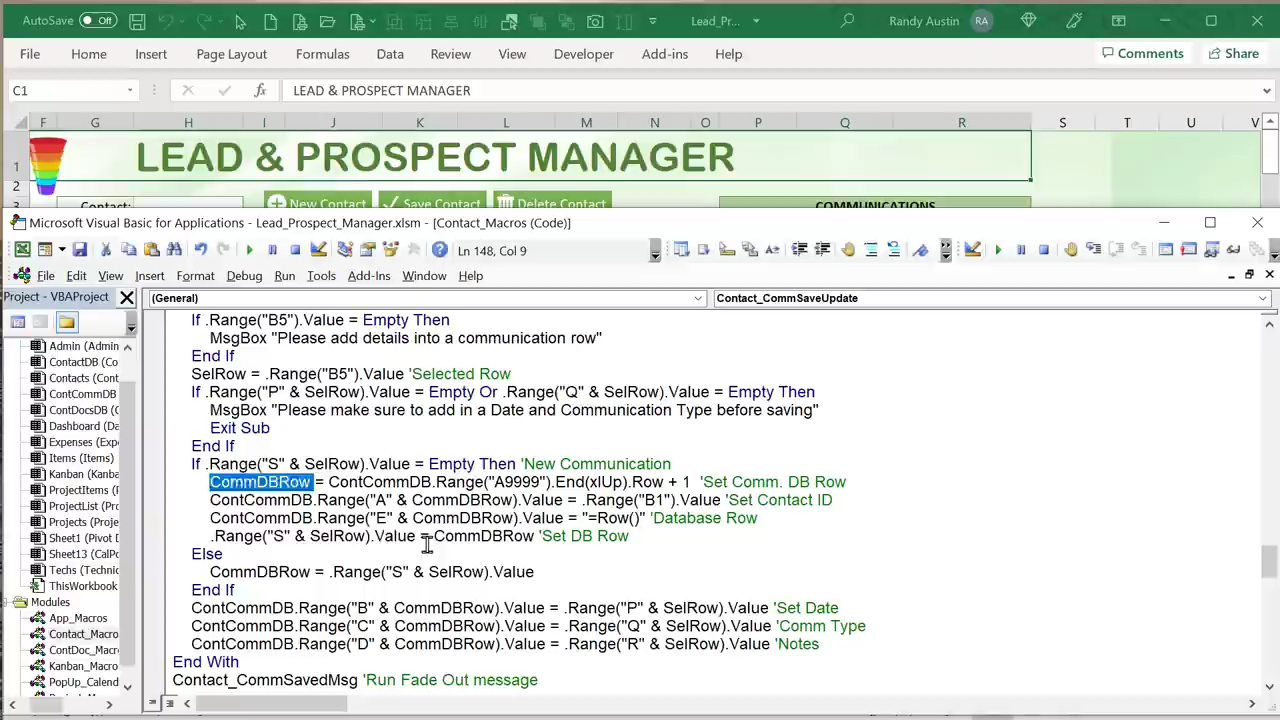 AutoSave Off Lead_Pr... Randy Austin RA
File Home Insert Page Layout Formulas Data Review View Developer Add-ins Help Comments Share
C1 fx LEAD & PROSPECT MANAGER
F G H I J K L M N O P Q R S T U V
1 LEAD & PROSPECT MANAGER
2
3 Contact: New Contact Save Contact Delete Contact COMMUNICATIONS
Microsoft Visual Basic for Applications - Lead_Prospect_Manager.xlsm - [Contact_Macros (Code)]
Ln 148, Col 9
File Edit View Insert Format Debug Run Tools Add-Ins Window Help
Project - VBAProject
(General) Contact_CommSaveUpdate
Admin (Admin
ContactDB (Co
Contacts (Cont
ContCommDB
ContDocsDB (C
Dashboard (Da
Expenses (Expe
Items (Items)
Kanban (Kanba
ProjectItems (
ProjectList (Pro
Projects (Projec
Sheet1 (Pivot D
Sheet13 (CalPo
Techs (Technic
ThisWorkbook
Modules
App_Macros
Contact_Macro
ContDoc_Macr
Kanban_Macro
PopUp_Calend
If .Range("B5").Value = Empty Then
MsgBox "Please add details into a communication row"
End If
SelRow = .Range("B5").Value 'Selected Row
If .Range("P" & SelRow).Value = Empty Or .Range("Q" & SelRow).Value = Empty Then
MsgBox "Please make sure to add in a Date and Communication Type before saving"
Exit Sub
End If
If .Range("S" & SelRow).Value = Empty Then 'New Communication
CommDBRow = ContCommDB.Range("A9999").End(xlUp).Row + 1 'Set Comm. DB Row
ContCommDB.Range("A" & CommDBRow).Value = .Range("B1").Value 'Set Contact ID
ContCommDB.Range("E" & CommDBRow).Value = "=Row()" 'Database Row
.Range("S" & SelRow).Value = CommDBRow 'Set DB Row
Else
CommDBRow = .Range("S" & SelRow).Value
End If
ContCommDB.Range("B" & CommDBRow).Value = .Range("P" & SelRow).Value 'Set Date
ContCommDB.Range("C" & CommDBRow).Value = .Range("Q" & SelRow).Value 'Comm Type
ContCommDB.Range("D" & CommDBRow).Value = .Range("R" & SelRow).Value 'Notes
End With
Contact_CommSavedMsg 'Run Fade Out message